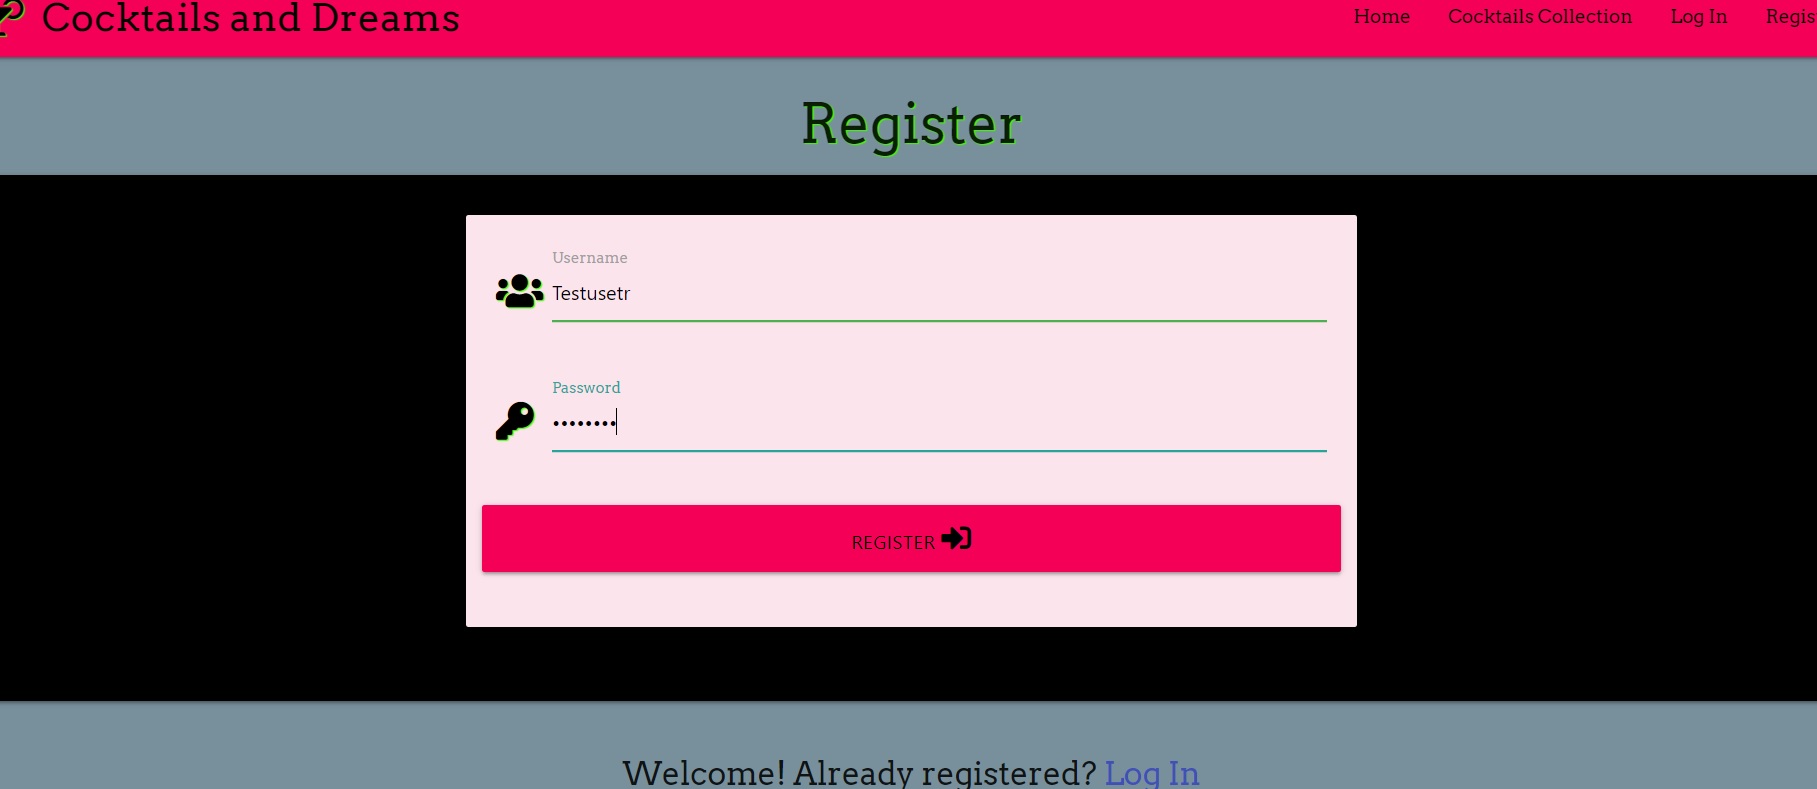 Cocktails and Dreams
Home Cocktails Collection Log In Regis
Register
Username
Testusetr
Password
••••••••
REGISTER
Welcome! Already registered? Log In